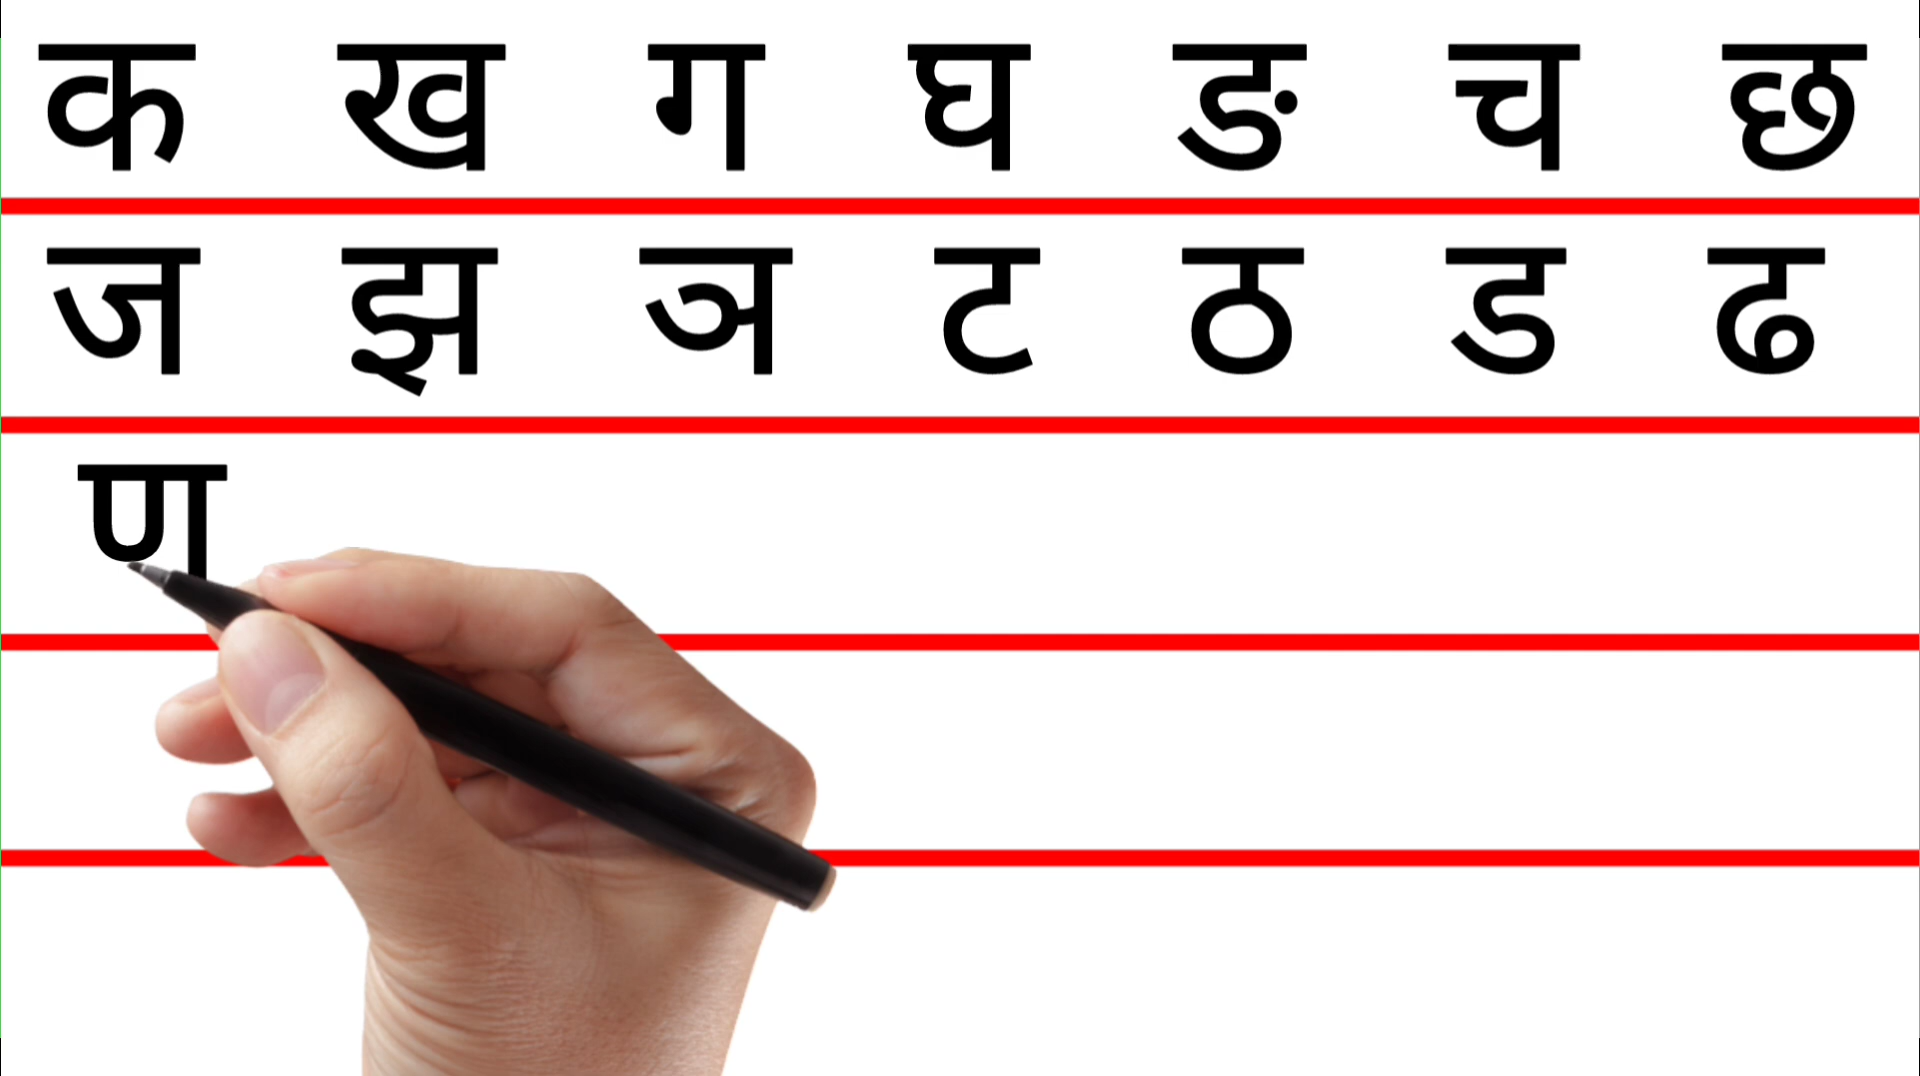 क ख ग घ ङ च छ
ज झ ञ ट ठ ड ढ
ण